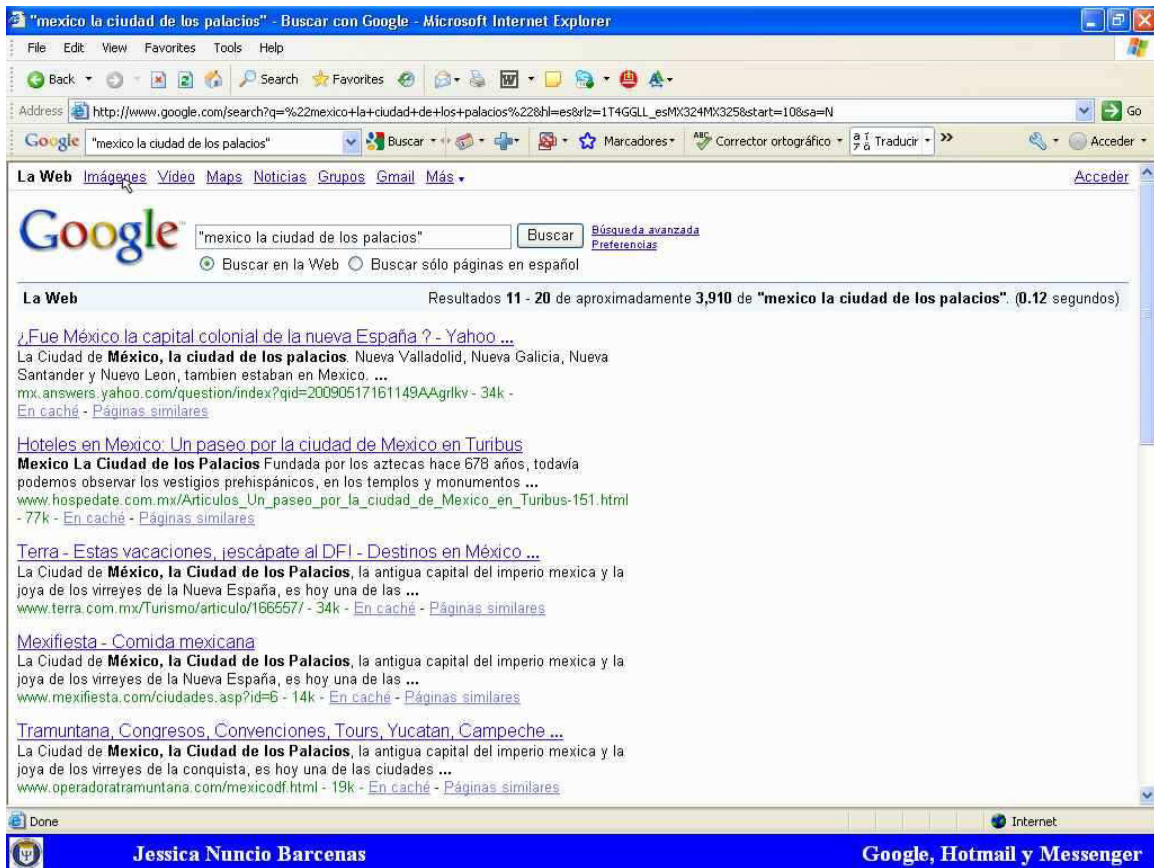 "mexico la ciudad de los palacios" - Buscar con Google - Microsoft Internet Explorer
File Edit View Favorites Tools Help
Back Search Favorites
Address http://www.google.com/search?q=%22mexico+la+ciudad+de+los+palacios%22&hl=es&rlz=1T4GGLL_esMX324MX325&start=10&sa=N Go
Google "mexico la ciudad de los palacios" Buscar Marcadores Corrector ortográfico Traducir » Acceder
La Web Imágenes Vídeo Maps Noticias Grupos Gmail Más Acceder
Google "mexico la ciudad de los palacios" Buscar Búsqueda avanzada
Preferencias
Buscar en la Web Buscar sólo páginas en español
La Web Resultados 11 - 20 de aproximadamente 3,910 de "mexico la ciudad de los palacios". (0.12 segundos)
¿Fue México la capital colonial de la nueva España ? - Yahoo ...
La Ciudad de México, la ciudad de los palacios. Nueva Valladolid, Nueva Galicia, Nueva
Santander y Nuevo Leon, tambien estaban en Mexico. ...
mx.answers.yahoo.com/question/index?qid=20090517161149AAgrlkv - 34k -
En caché - Páginas similares
Hoteles en Mexico: Un paseo por la ciudad de Mexico en Turibus
Mexico La Ciudad de los Palacios Fundada por los aztecas hace 678 años, todavía
podemos observar los vestigios prehispánicos, en los templos y monumentos ...
www.hospedate.com.mx/Articulos_Un_paseo_por_la_ciudad_de_Mexico_en_Turibus-151.html
- 77k - En caché - Páginas similares
Terra - Estas vacaciones, ¡escápate al DF! - Destinos en México ...
La Ciudad de México, la Ciudad de los Palacios, la antigua capital del imperio mexica y la
joya de los virreyes de la Nueva España, es hoy una de las ...
www.terra.com.mx/Turismo/articulo/166557/ - 34k - En caché - Páginas similares
Mexifiesta - Comida mexicana
La Ciudad de México, la Ciudad de los Palacios, la antigua capital del imperio mexica y la
joya de los virreyes de la Nueva España, es hoy una de las ...
www.mexifiesta.com/ciudades.asp?id=6 - 14k - En caché - Páginas similares
Tramuntana, Congresos, Convenciones, Tours, Yucatan, Campeche ...
La Ciudad de Mexico, la Ciudad de los Palacios, la antigua capital del imperio mexica y la
joya de los virreyes de la conquista, es hoy una de las ciudades ...
www.operadoratramuntana.com/mexicodf.html - 19k - En caché - Páginas similares
Done Internet
Jessica Nuncio Barcenas Google, Hotmail y Messenger